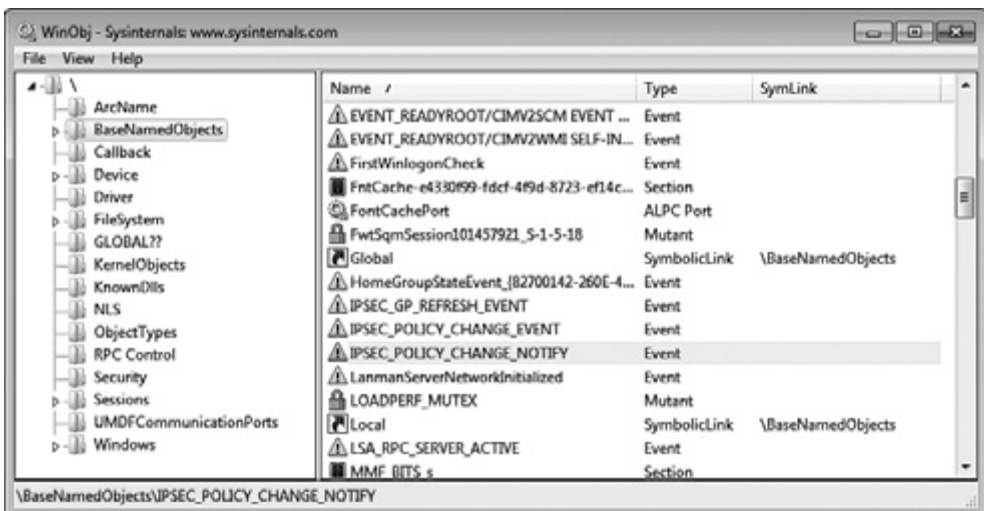 WinObj - Sysinternals: www.sysinternals.com
File View Help
\
ArcName
BaseNamedObjects
Callback
Device
Driver
FileSystem
GLOBAL??
KernelObjects
KnownDlls
NLS
ObjectTypes
RPC Control
Security
Sessions
UMDFCommunicationPorts
Windows
Name / Type SymLink
EVENT_READYROOT/CIMV2SCM EVENT ... Event
EVENT_READYROOT/CIMV2WMI SELF-IN... Event
FirstWinlogonCheck Event
FntCache-e4330f99-fdcf-4f9d-8723-ef14c... Section
FontCachePort ALPC Port
FwtSqmSession101457921_S-1-5-18 Mutant
Global SymbolicLink \BaseNamedObjects
HomeGroupStateEvent_{82700142-260E-4... Event
IPSEC_GP_REFRESH_EVENT Event
IPSEC_POLICY_CHANGE_EVENT Event
IPSEC_POLICY_CHANGE_NOTIFY Event
LanmanServerNetworkInitialized Event
LOADPERF_MUTEX Mutant
Local SymbolicLink \BaseNamedObjects
LSA_RPC_SERVER_ACTIVE Event
MMF_BITS_s Section
\BaseNamedObjects\IPSEC_POLICY_CHANGE_NOTIFY